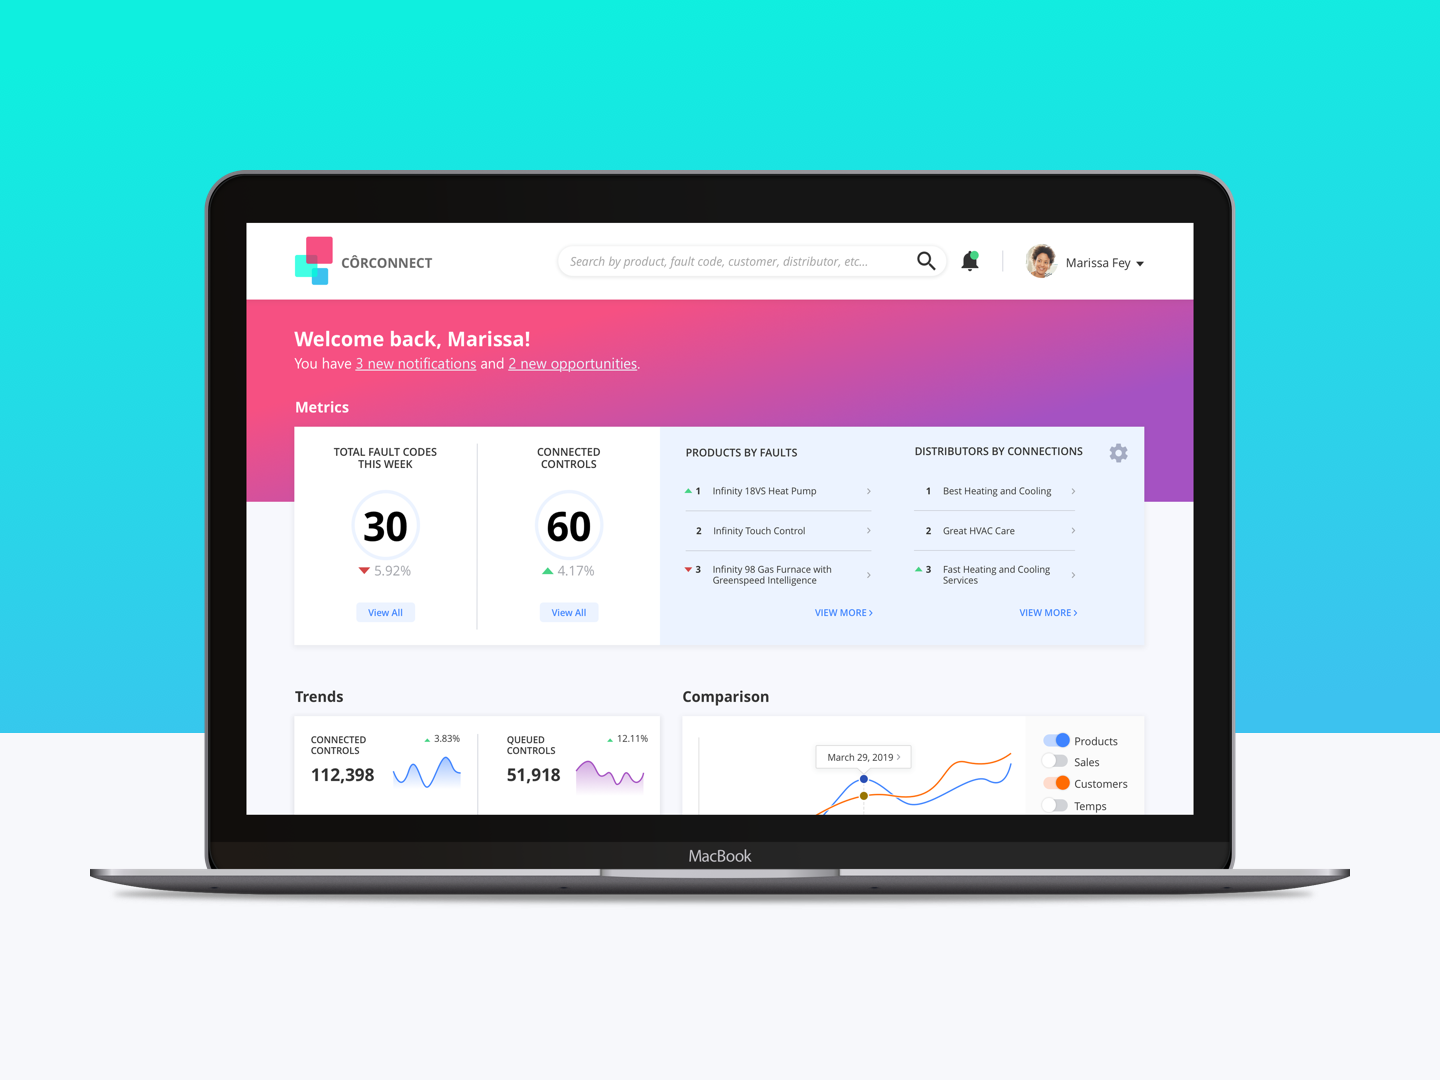 CÔRCONNECT
Search by product, fault code, customer, distributor, etc...
Marissa Fey
Welcome back, Marissa!
You have 3 new notifications and 2 new opportunities.
Metrics
TOTAL FAULT CODES
THIS WEEK
30
5.92%
View All
CONNECTED
CONTROLS
60
4.17%
View All
PRODUCTS BY FAULTS
1 Infinity 18VS Heat Pump
2 Infinity Touch Control
3 Infinity 98 Gas Furnace with
Greenspeed Intelligence
VIEW MORE
DISTRIBUTORS BY CONNECTIONS
1 Best Heating and Cooling
2 Great HVAC Care
3 Fast Heating and Cooling
Services
VIEW MORE
Trends
CONNECTED
CONTROLS
3.83%
112,398
QUEUED
CONTROLS
12.11%
51,918
Comparison
March 29, 2019
Products
Sales
Customers
Temps
MacBook